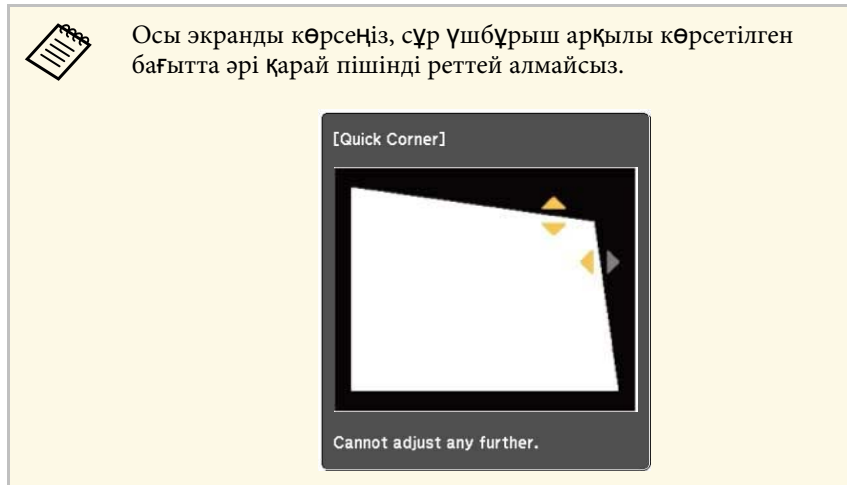 Осы экранды көрсеңіз, сұр үшбұрыш арқылы көрсетілген
бағытта әрі қарай пішінді реттей алмайсыз.
[Quick Corner]
Cannot adjust any further.